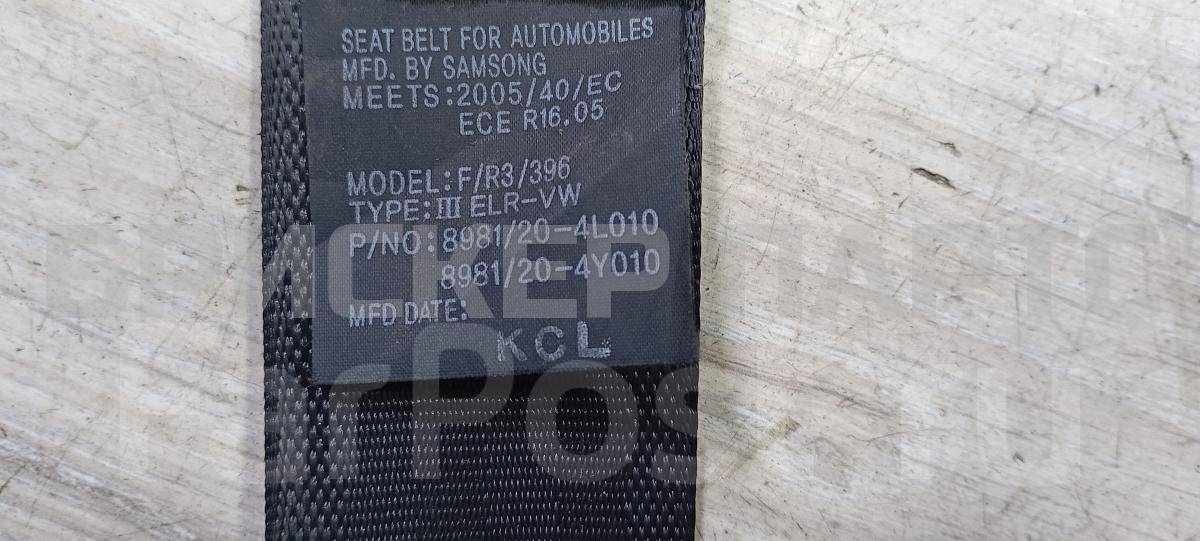 SEAT BELT FOR AUTOMOBILES
MFD. BY SAMSONG
MEETS:2005/40/EC
ECE R16.05
MODEL:F/R3/396
TYPE:Ⅲ ELR-VW
P/NO:8981/20-4L010
8981/20-4Y010
MFD DATE:
KCL